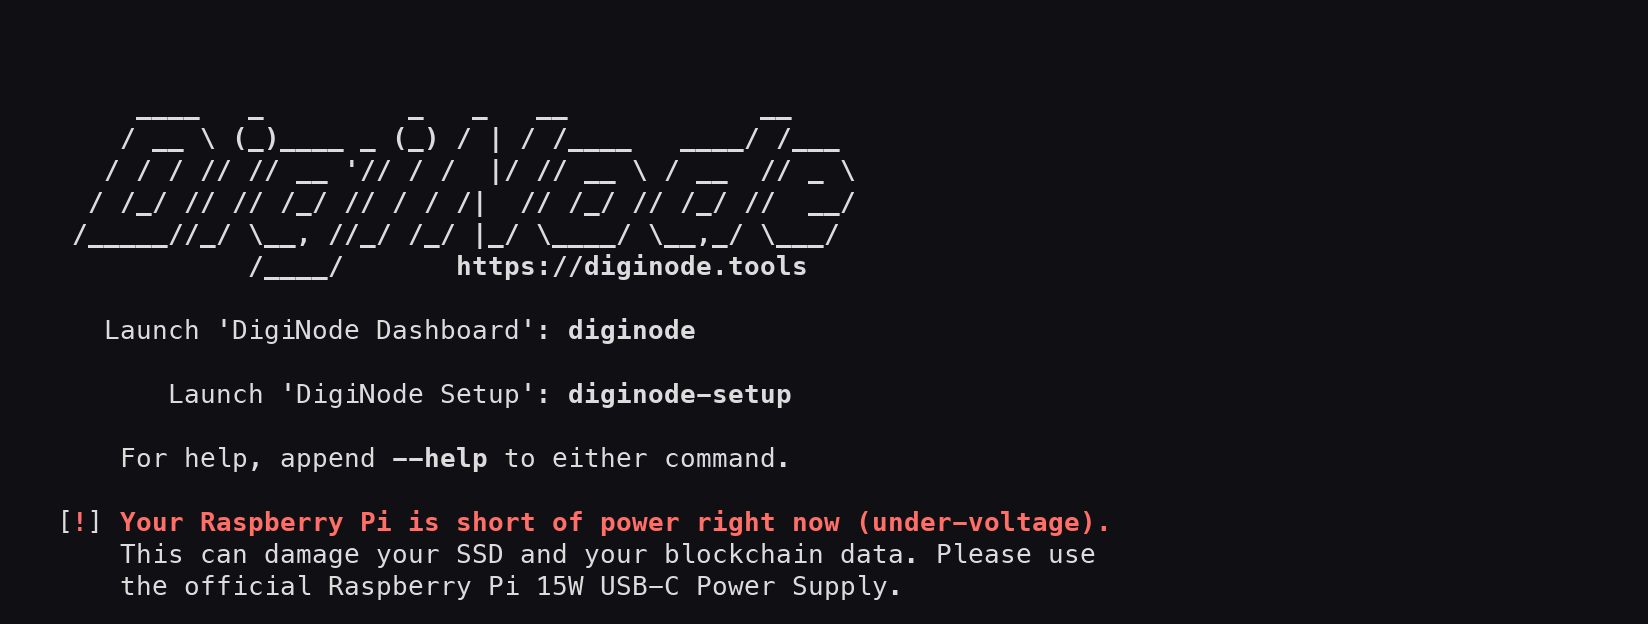 DigiNode
https://diginode.tools
Launch 'DigiNode Dashboard': diginode
Launch 'DigiNode Setup': diginode-setup
For help, append --help to either command.
[!] Your Raspberry Pi is short of power right now (under-voltage).
This can damage your SSD and your blockchain data. Please use
the official Raspberry Pi 15W USB-C Power Supply.